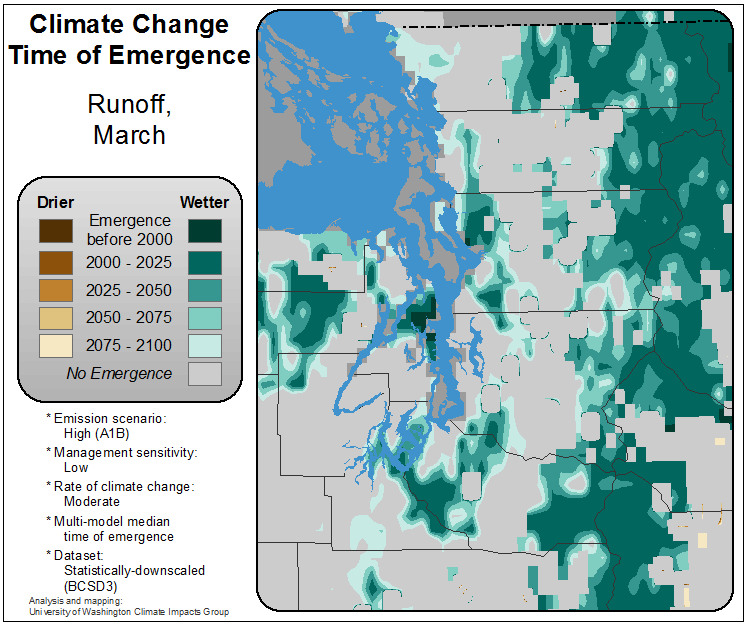 Climate Change
Time of Emergence
Runoff,
March
Drier Wetter
Emergence
before 2000
2000 - 2025
2025 - 2050
2050 - 2075
2075 - 2100
No Emergence
* Emission scenario:
High (A1B)
* Management sensitivity:
Low
* Rate of climate change:
Moderate
* Multi-model median
time of emergence
* Dataset:
Statistically-downscaled
(BCSD3)
Analysis and mapping:
University of Washington Climate Impacts Group